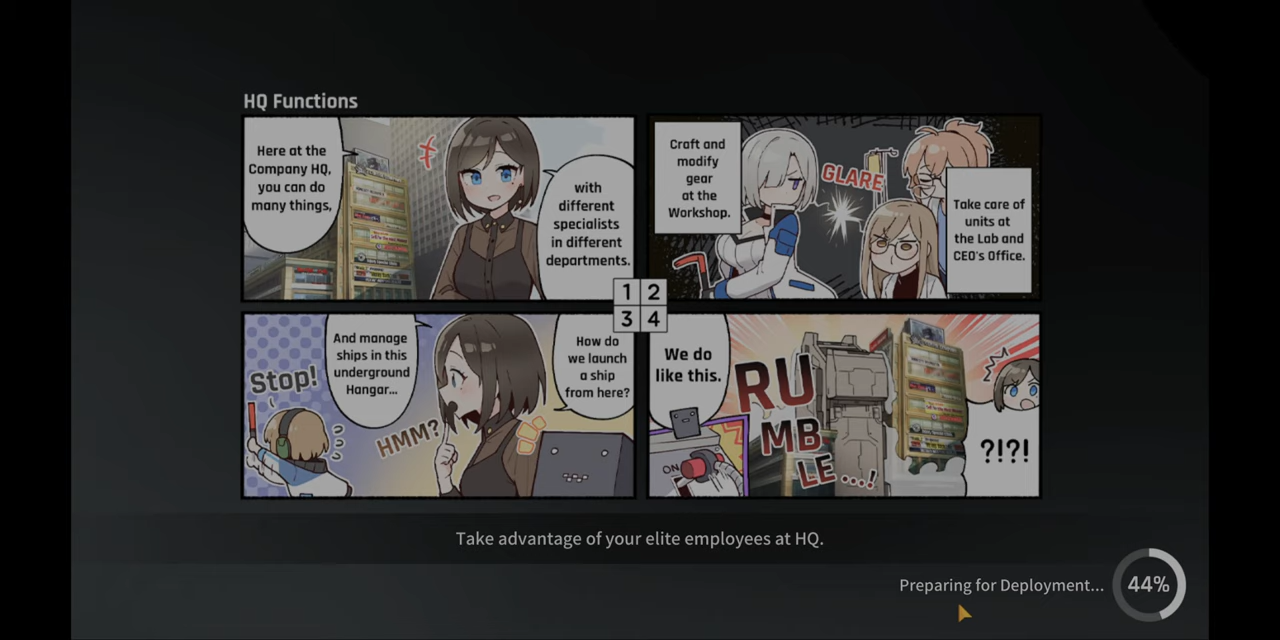 HQ Functions
Here at the
Company HQ,
you can do
many things,
with
different
specialists
in different
departments.
Craft and
modify
gear
at the
Workshop.
GLARE
Take care of
units at
the Lab and
CEO's Office.
1 2
3 4
Stop!
And manage
ships in this
underground
Hangar...
HMM?
How do
we launch
a ship
from here?
We do
like this.
ON
RU
MB
LE...!
?!?!
Take advantage of your elite employees at HQ.
Preparing for Deployment...
44%